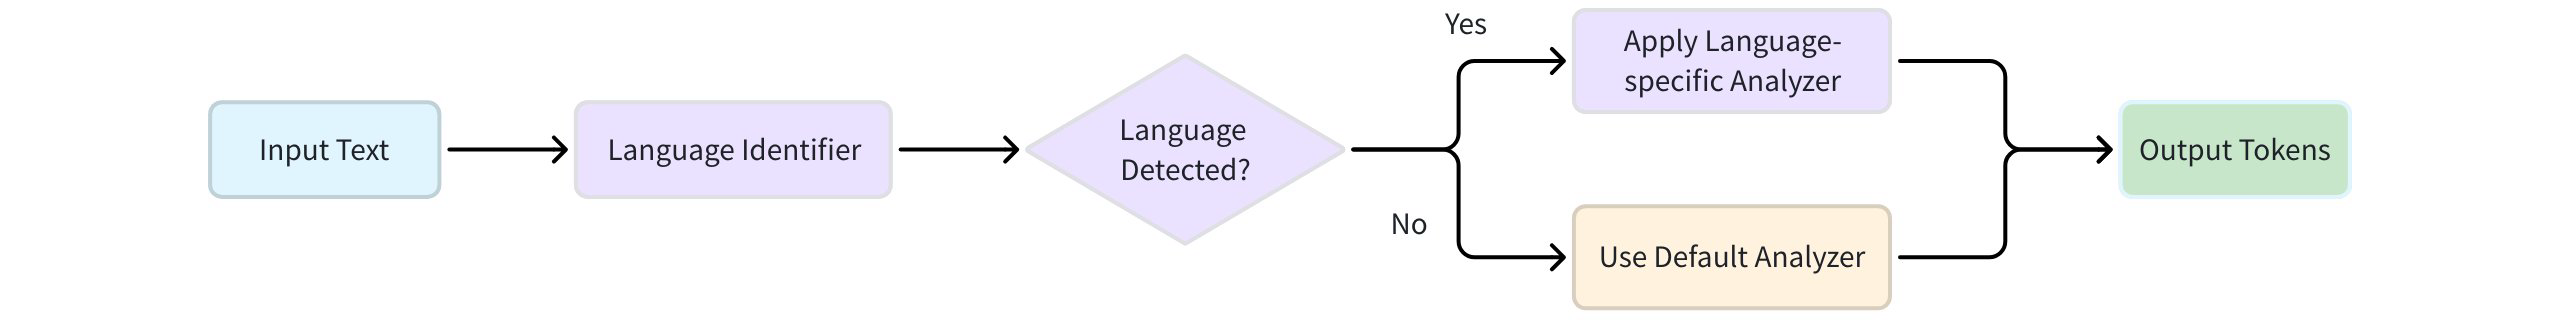 Input Text
Language Identifier
Language
Detected?
Yes
No
Apply Language-
specific Analyzer
Use Default Analyzer
Output Tokens